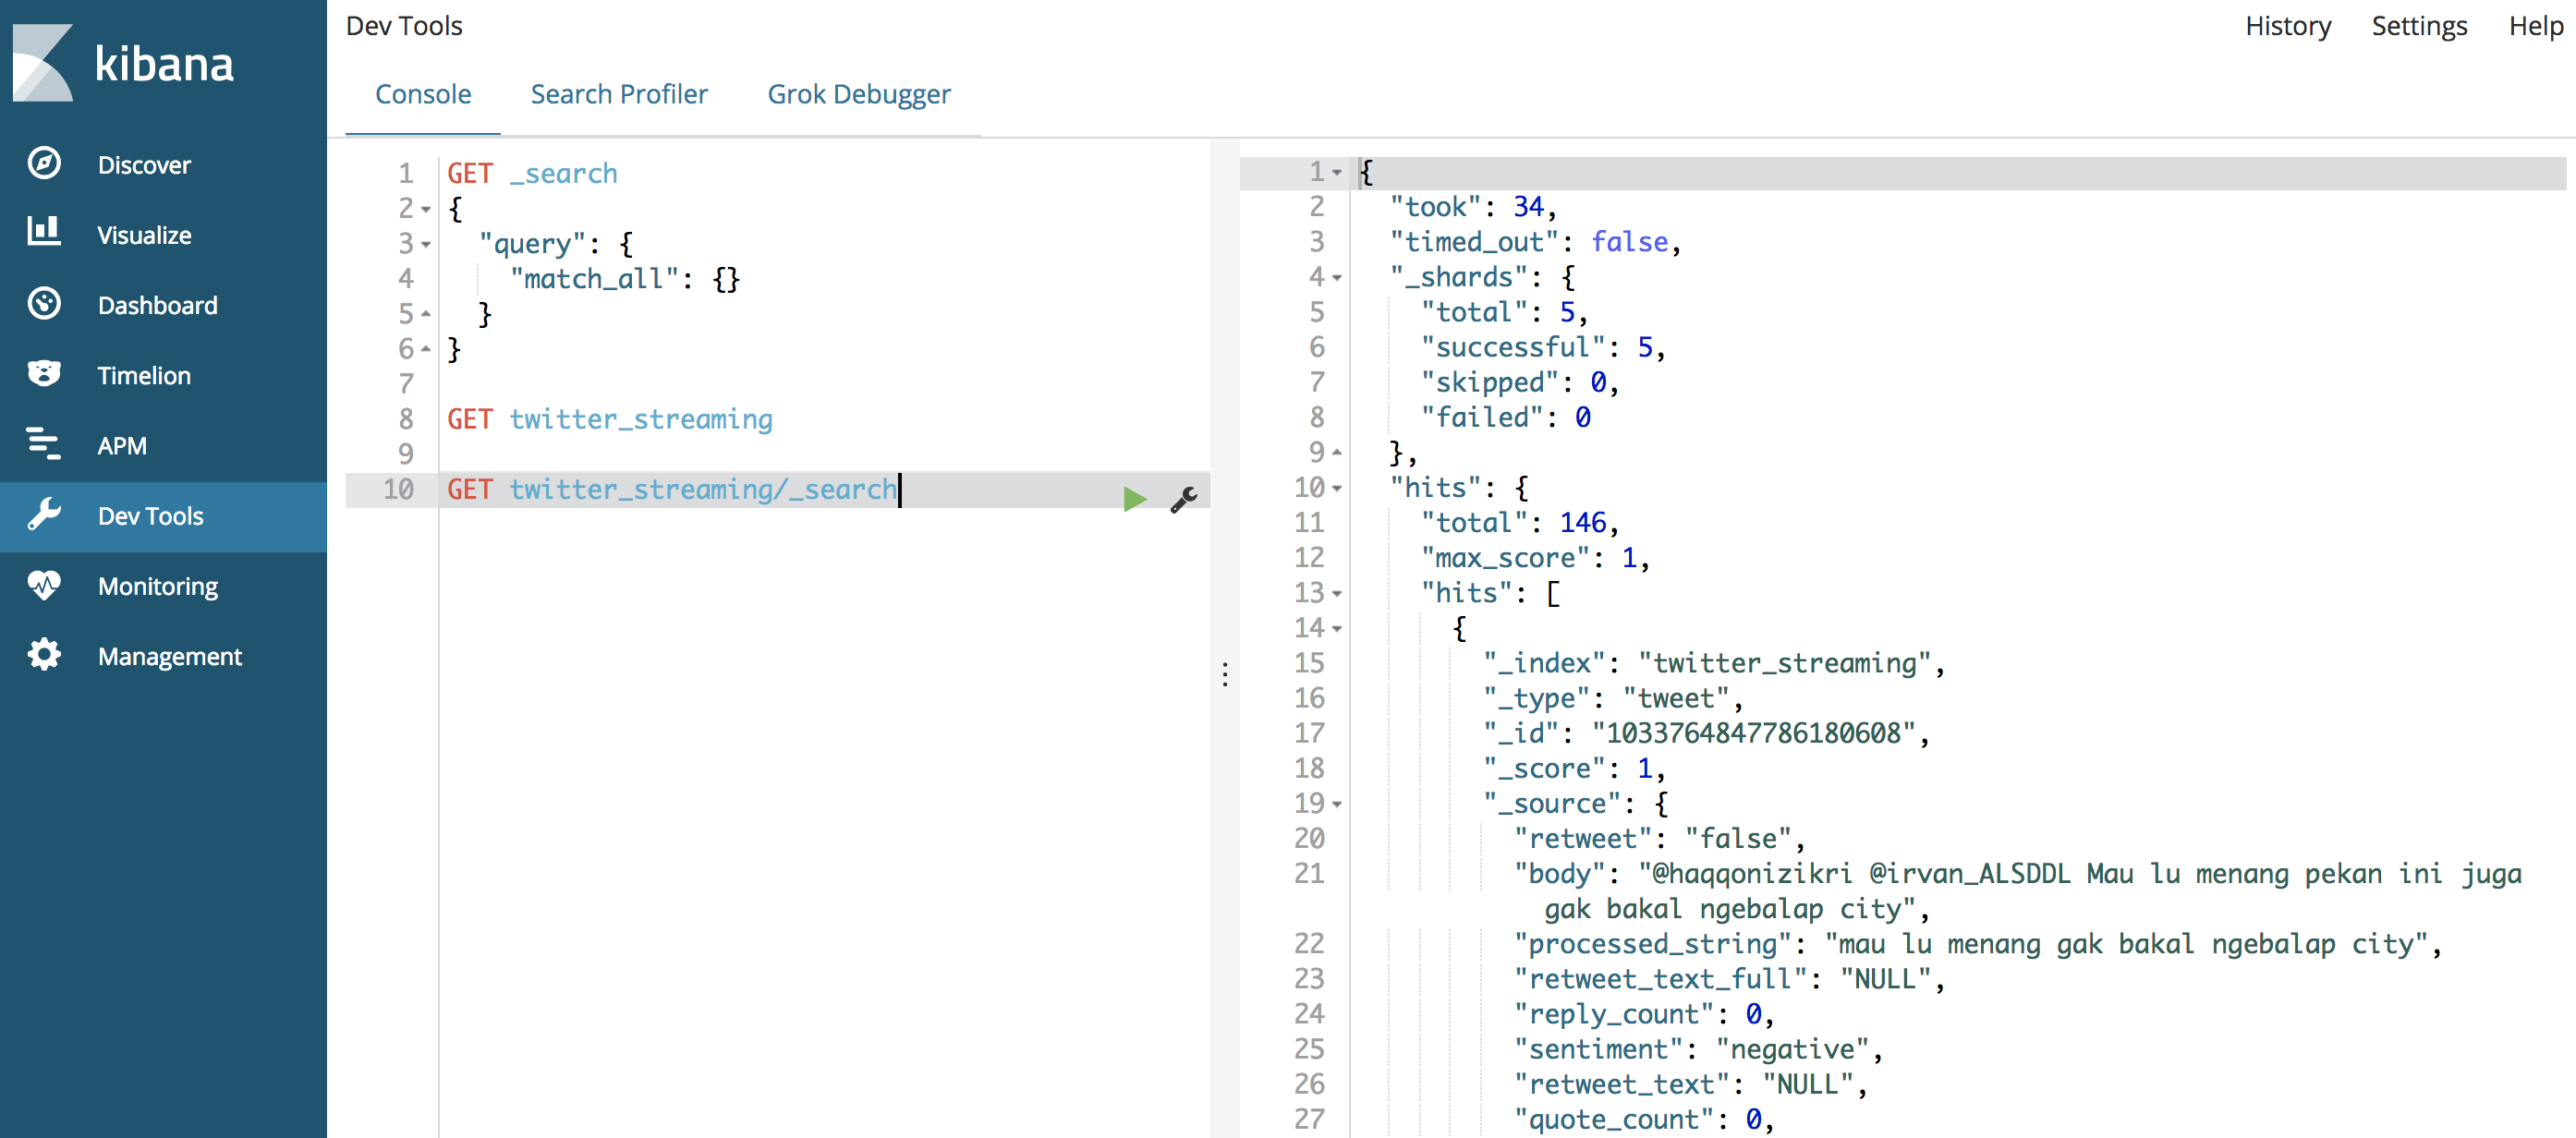 kibana
Discover
Visualize
Dashboard
Timelion
APM
Dev Tools
Monitoring
Management
Dev Tools
History Settings Help
Console Search Profiler Grok Debugger
1 GET _search
2 {
3 "query": {
4 "match_all": {}
5 }
6 }
7
8 GET twitter_streaming
9
10 GET twitter_streaming/_search
1 {
2 "took": 34,
3 "timed_out": false,
4 "_shards": {
5 "total": 5,
6 "successful": 5,
7 "skipped": 0,
8 "failed": 0
9 },
10 "hits": {
11 "total": 146,
12 "max_score": 1,
13 "hits": [
14 {
15 "_index": "twitter_streaming",
16 "_type": "tweet",
17 "_id": "1033764847786180608",
18 "_score": 1,
19 "_source": {
20 "retweet": "false",
21 "body": "@haqqonizikri @irvan_ALSDDL Mau lu menang pekan ini juga
gak bakal ngebalap city",
22 "processed_string": "mau lu menang gak bakal ngebalap city",
23 "retweet_text_full": "NULL",
24 "reply_count": 0,
25 "sentiment": "negative",
26 "retweet_text": "NULL",
27 "quote_count": 0,